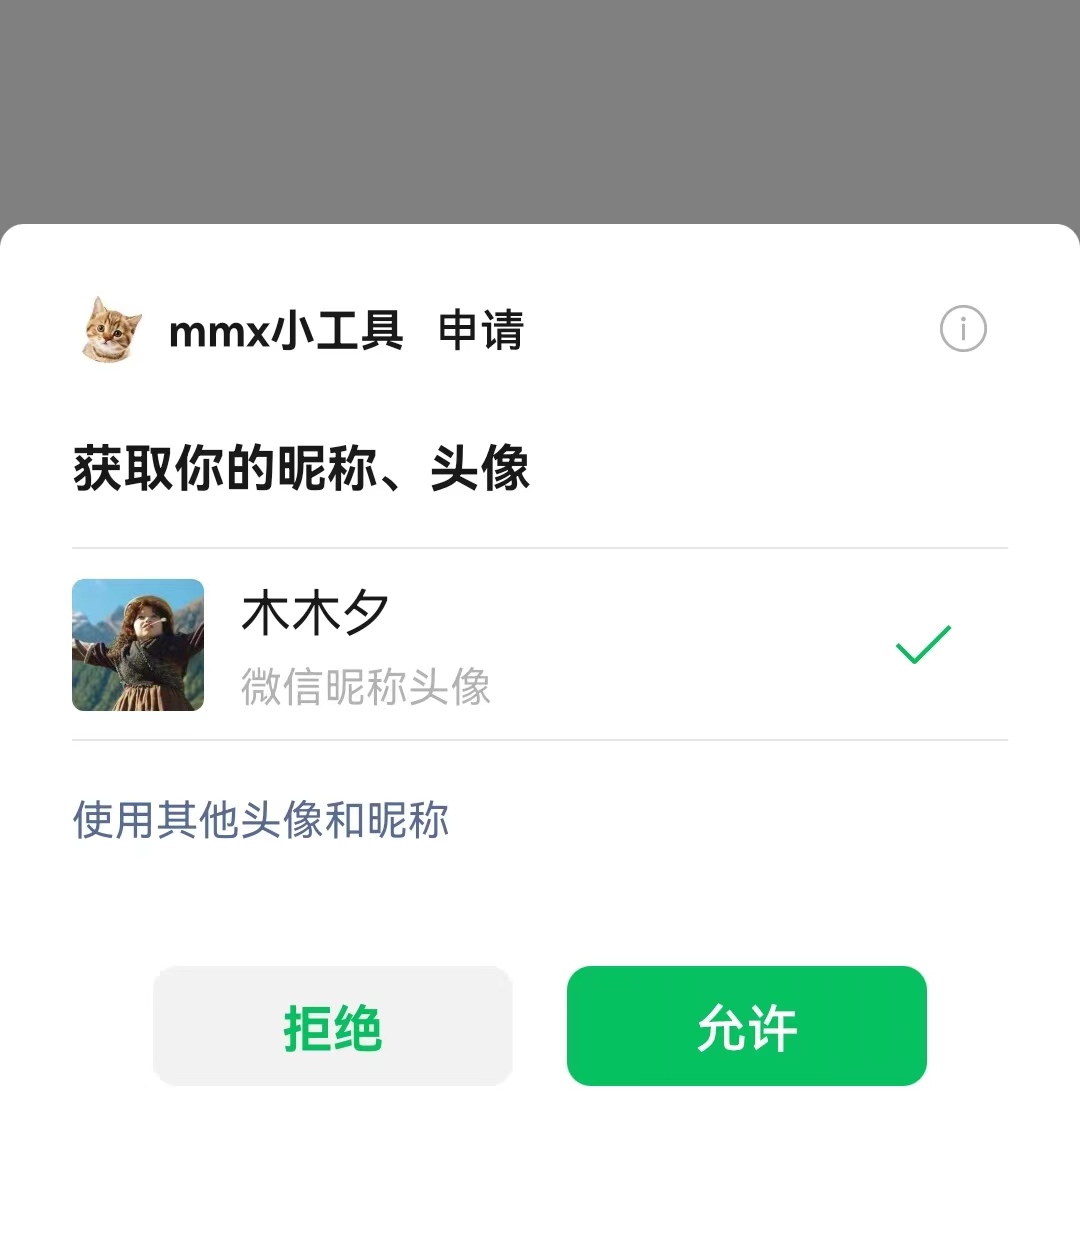 mmx小工具 申请
获取你的昵称、头像
木木夕
微信昵称头像
使用其他头像和昵称
拒绝 允许